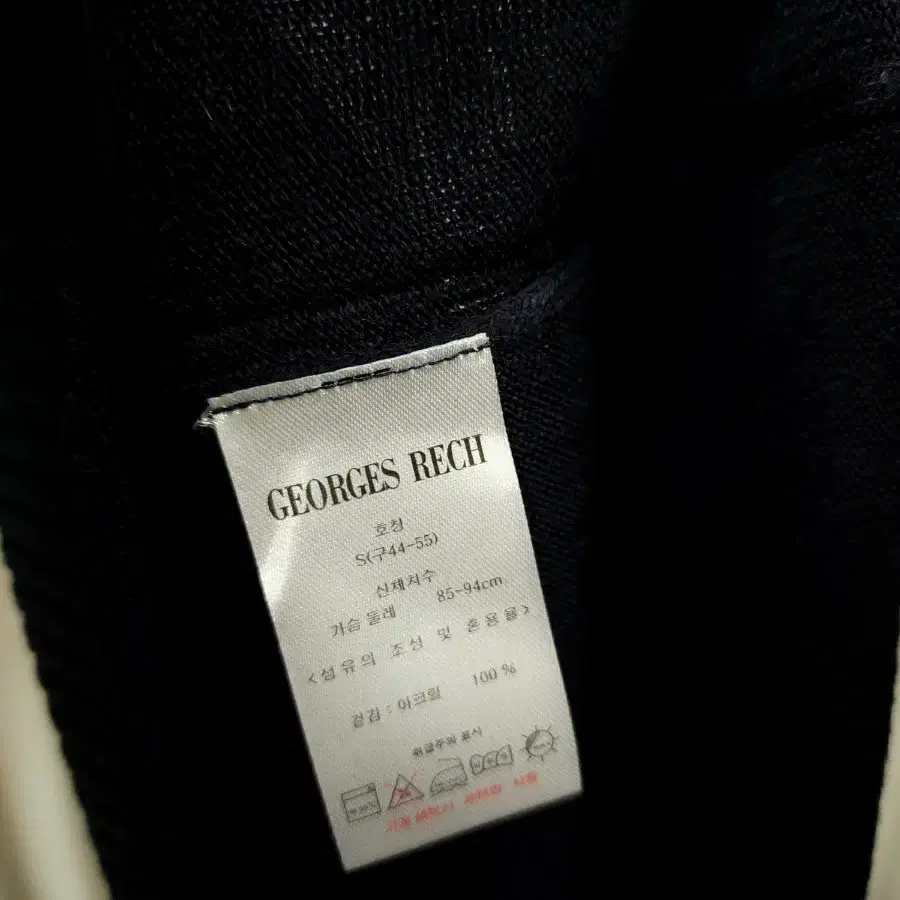 GEORGES RECH
호칭
S(구44-55)
신체치수
가슴 둘레 85-94cm
<섬유의 조성 및 혼용율>
겉감 : 아크릴 100 %
취급주의 표시